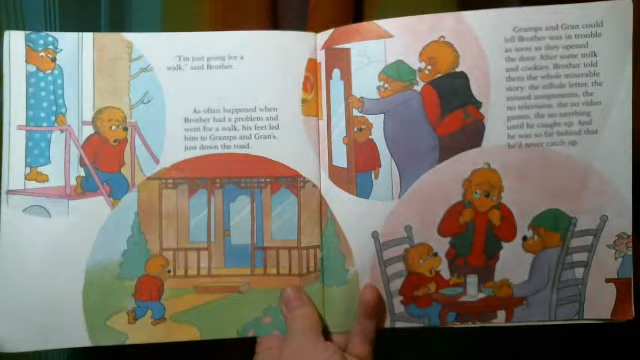 "I'm just going for a
walk," said Brother.
As often happened when
Brother had a problem and
went for a walk, his feet led
him to Gramps and Gran's,
just down the road.
Gramps and Gran could
tell Brother was in trouble
as soon as they opened
the door. After some milk
and cookies, Brother told
them the whole miserable
story: the letter, the
missed assignments, the
no television, the no video
games, the no anything
until he caught up. And
he was so far behind that
he'd never catch up.